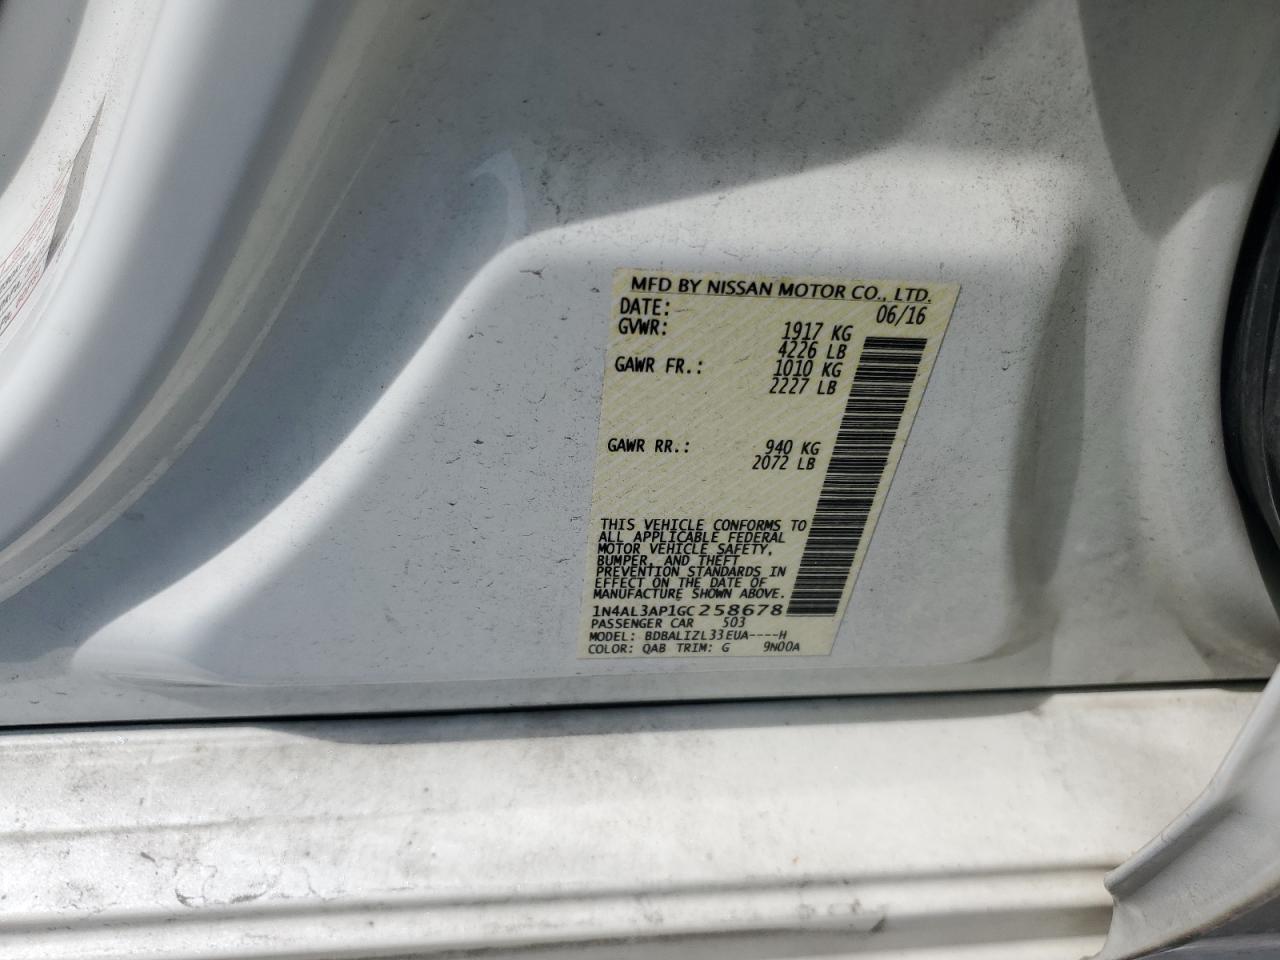 MFD BY NISSAN MOTOR CO., LTD.
DATE: 06/16
GVWR: 1917 KG
4226 LB
GAWR FR.: 1010 KG
2227 LB
GAWR RR.: 940 KG
2072 LB
THIS VEHICLE CONFORMS TO
ALL APPLICABLE FEDERAL
MOTOR VEHICLE SAFETY,
BUMPER, AND THEFT
PREVENTION STANDARDS IN
EFFECT ON THE DATE OF
MANUFACTURE SHOWN ABOVE.
1N4AL3AP1GC258678
PASSENGER CAR 503
MODEL: BDBALIZL33EUA----H
COLOR: QAB TRIM: G 9N00A